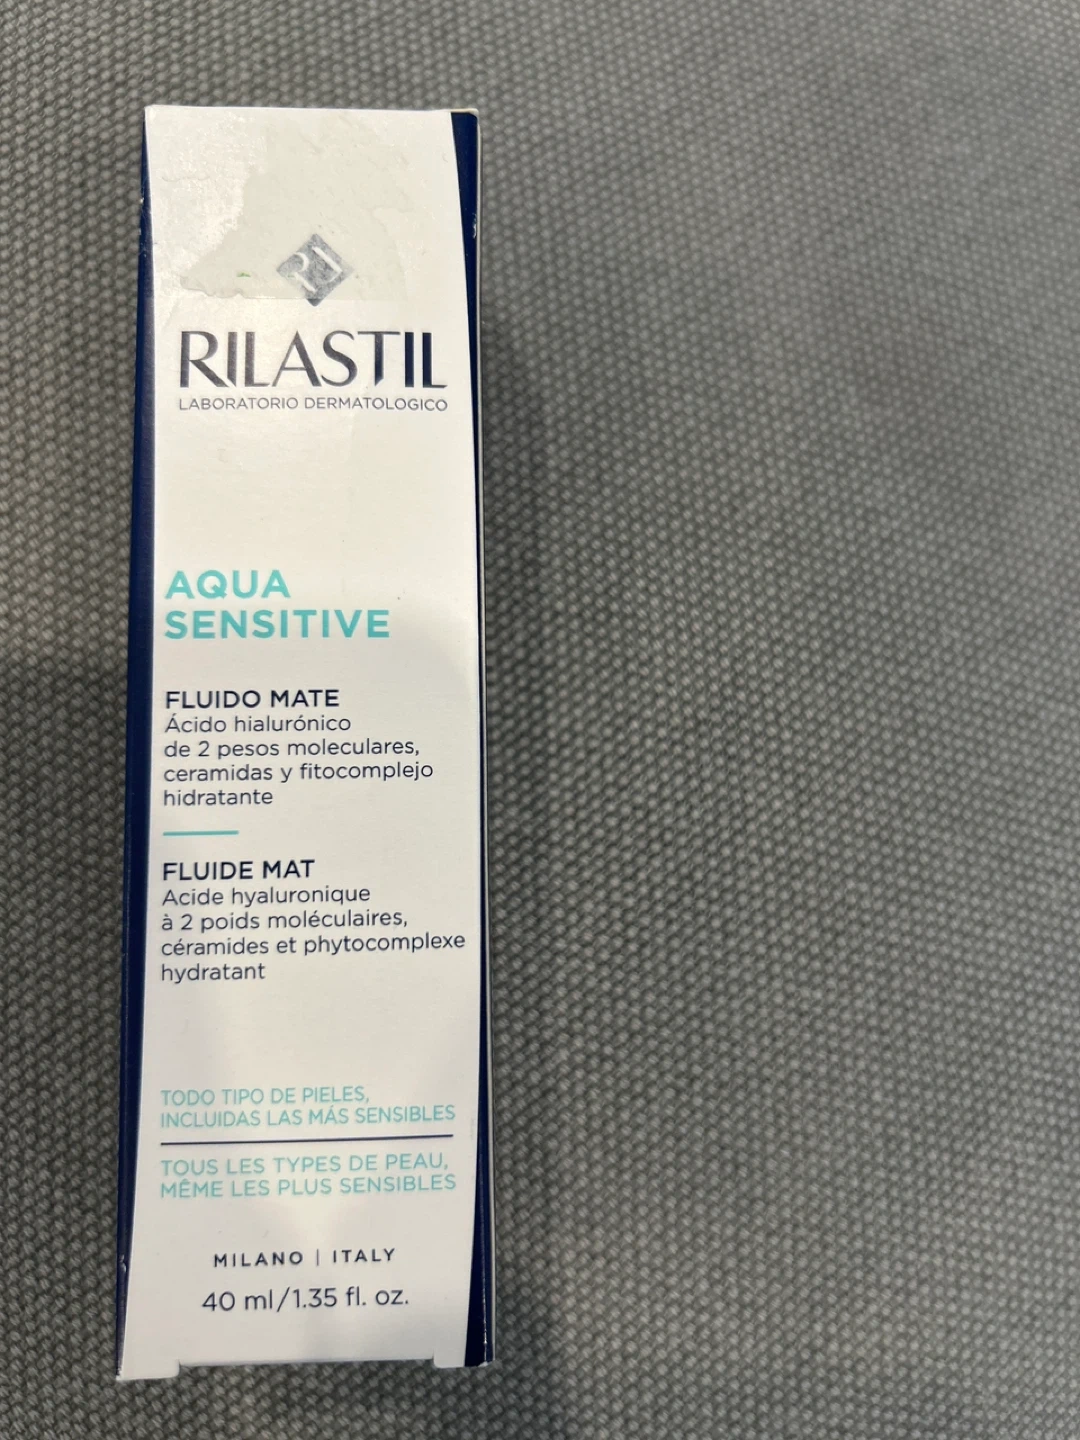 RILASTIL
LABORATORIO DERMATOLOGICO
AQUA
SENSITIVE
FLUIDO MATE
Ácido hialurónico
de 2 pesos moleculares,
ceramidas y fitocomplejo
hidratante
FLUIDE MAT
Acide hyaluronique
à 2 poids moléculaires,
céramides et phytocomplexe
hydratant
TODO TIPO DE PIELES,
INCLUIDAS LAS MÁS SENSIBLES
TOUS LES TYPES DE PEAU,
MÊME LES PLUS SENSIBLES
MILANO | ITALY
40 ml/1.35 fl. oz.